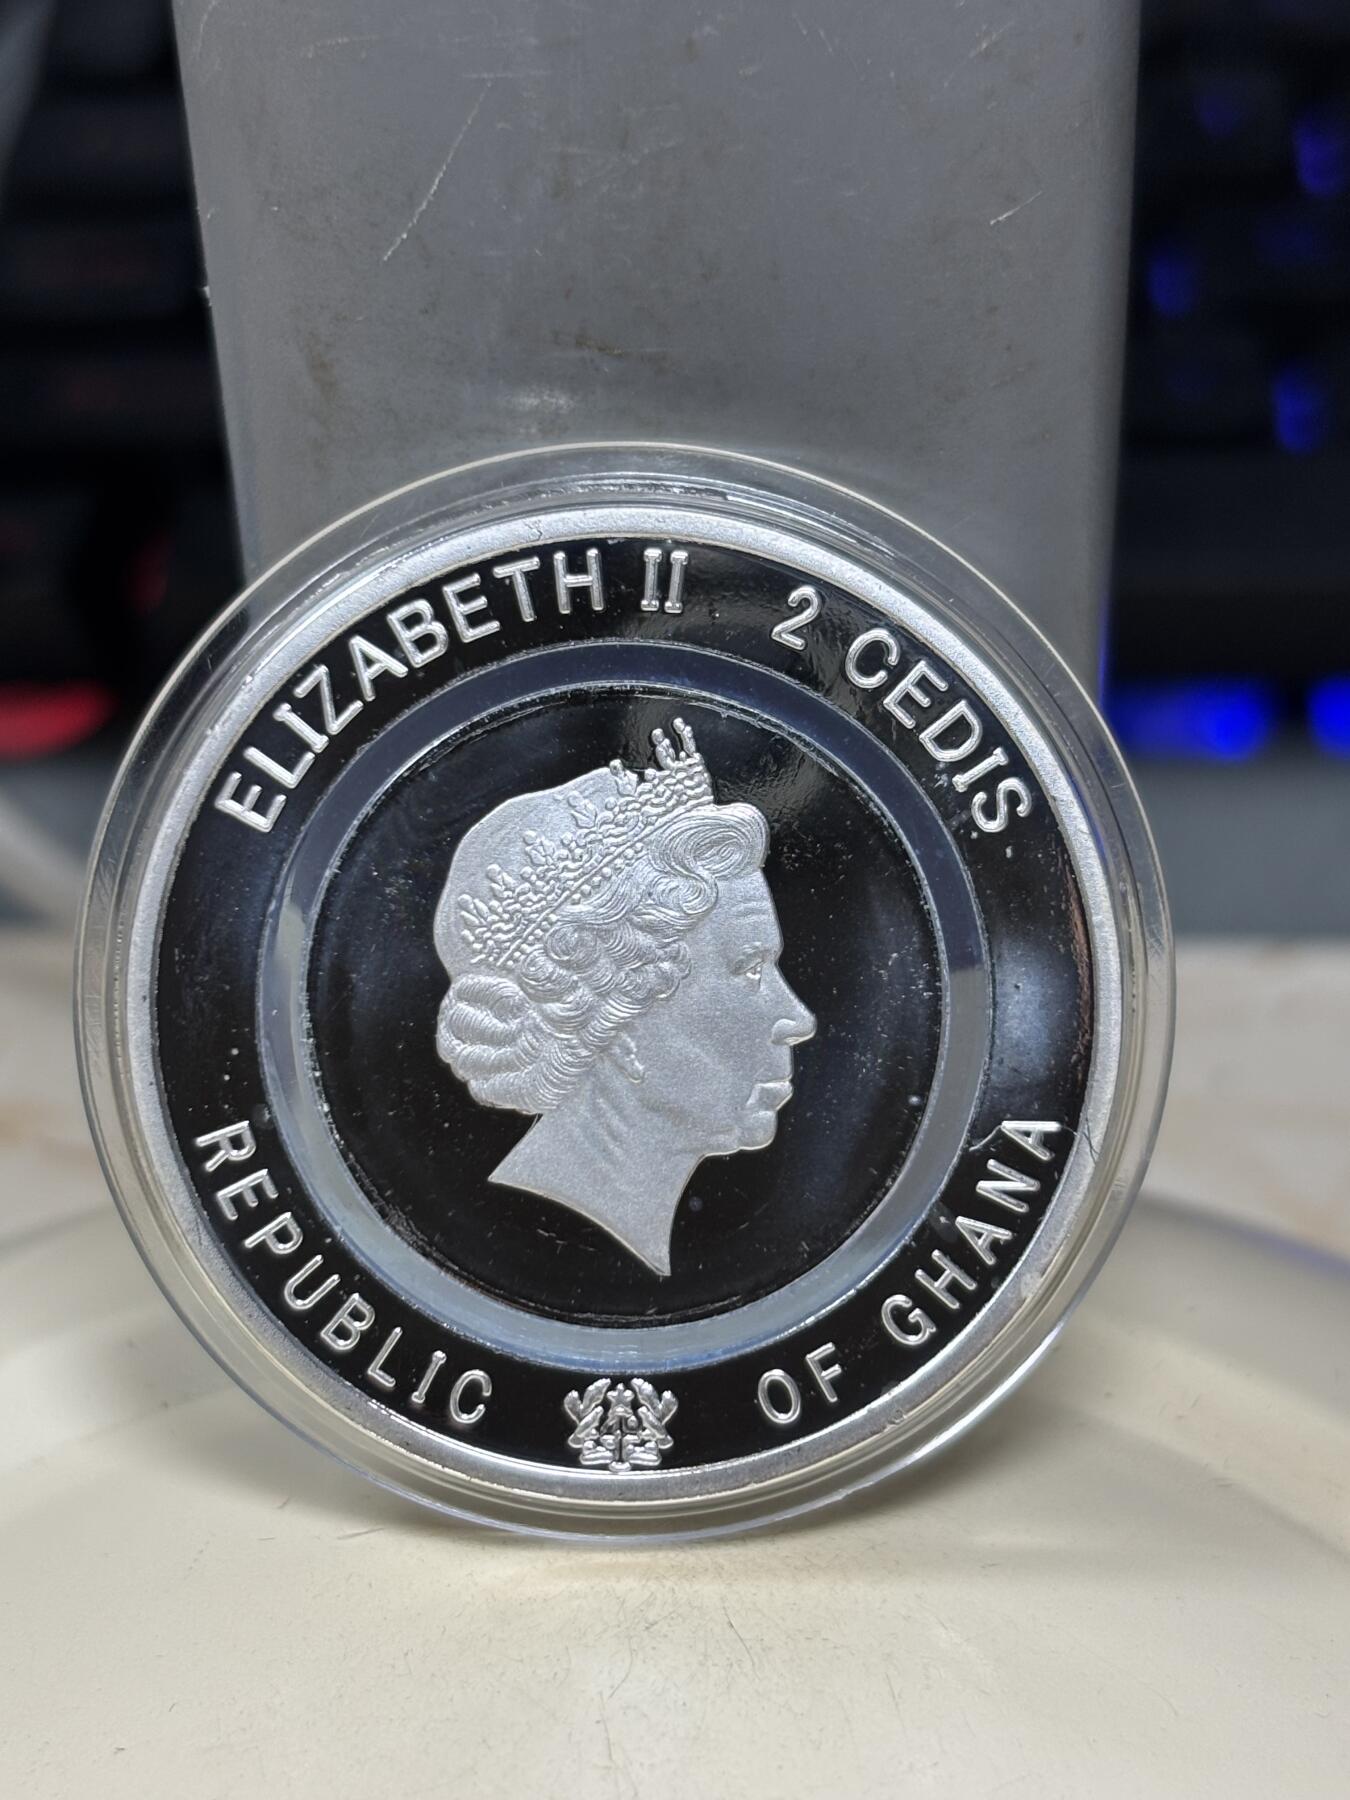 ELIZABETH II 2 CEDIS
REPUBLIC OF GHANA